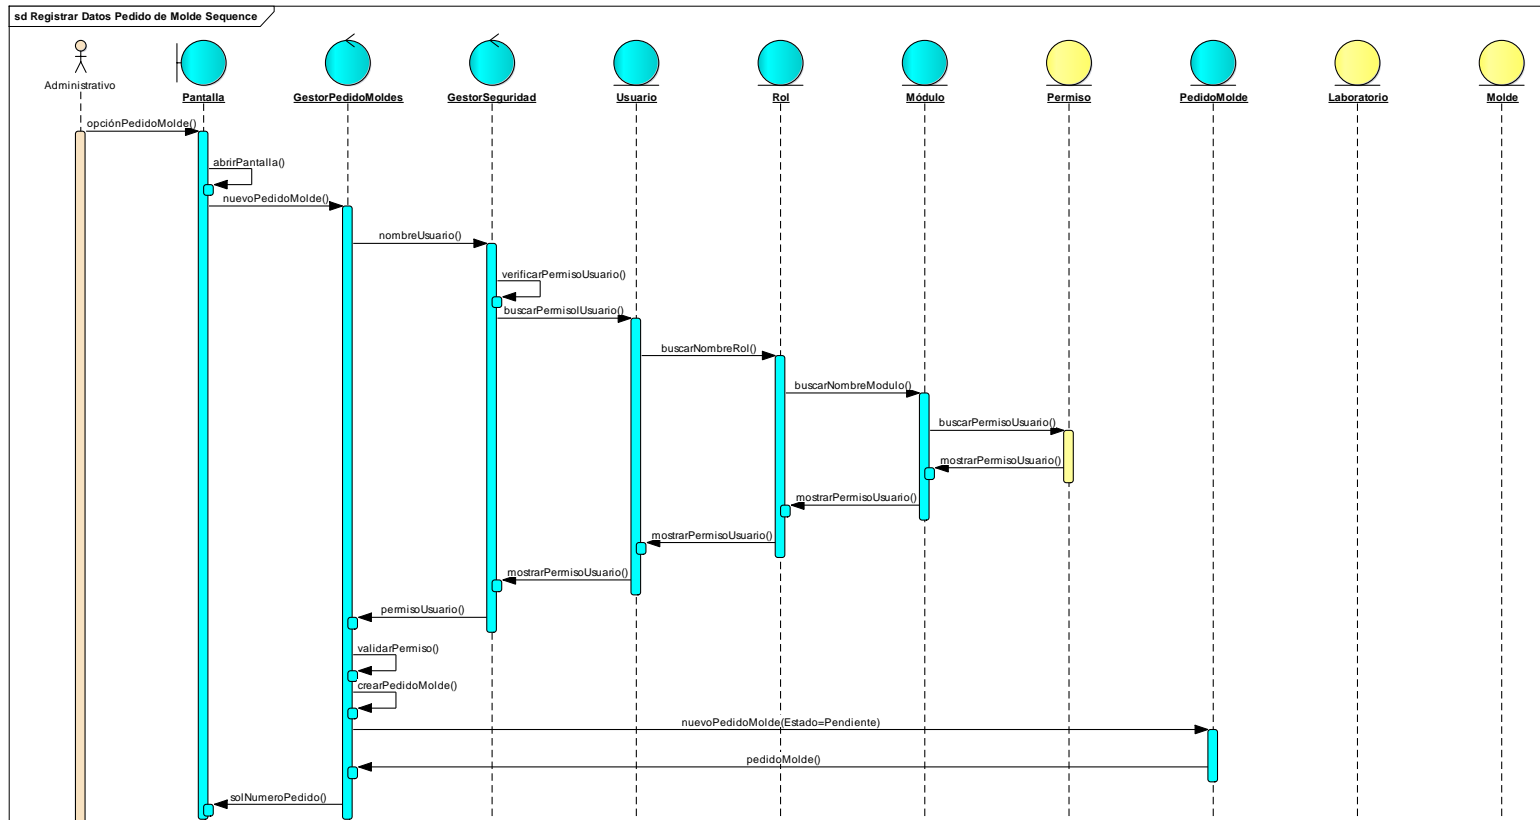 sd Registrar Datos Pedido de Molde Sequence
Administrativo
Pantalla
GestorPedidoMoldes
GestorSeguridad
Usuario
Rol
Módulo
Permiso
PedidoMolde
Laboratorio
Molde
opciónPedidoMolde()
abrirPantalla()
nuevoPedidoMolde()
nombreUsuario()
verificarPermisoUsuario()
buscarPermisolUsuario()
buscarNombreRol()
buscarNombreModulo()
buscarPermisoUsuario()
mostrarPermisoUsuario()
mostrarPermisoUsuario()
mostrarPermisoUsuario()
mostrarPermisoUsuario()
permisoUsuario()
validarPermiso()
crearPedidoMolde()
nuevoPedidoMolde(Estado=Pendiente)
pedidoMolde()
solNumeroPedido()